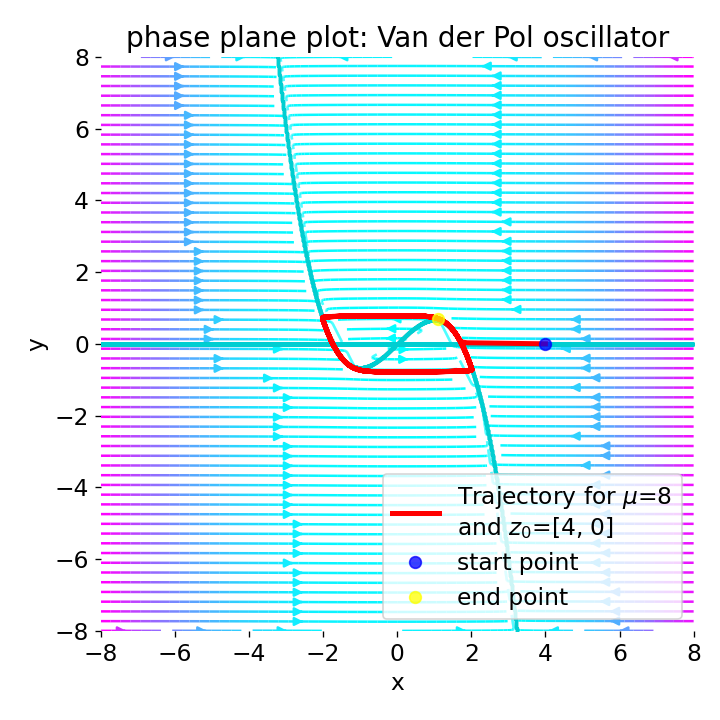 phase plane plot: Van der Pol oscillator
8
6
4
2
0
−2
−4
−6
−8
y
Trajectory for μ=8
and z₀=[4, 0]
start point
end point
−8 −6 −4 −2 0 2 4 6 8
x